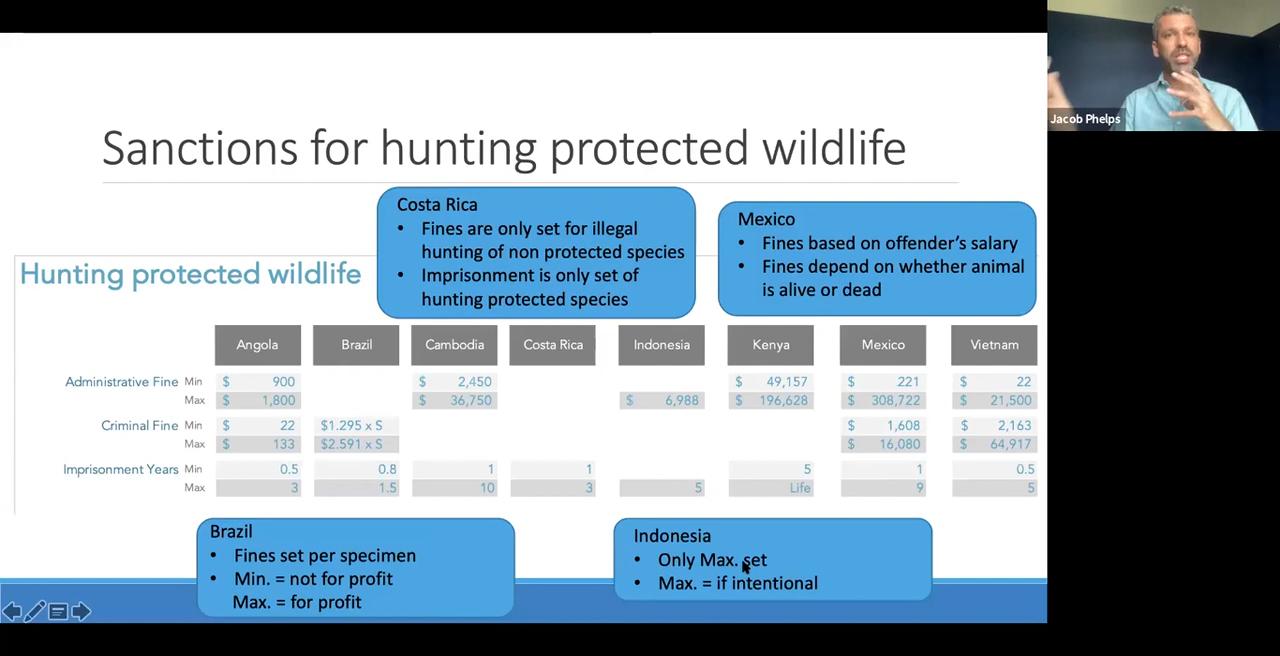 Jacob Phelps
Sanctions for hunting protected wildlife
Costa Rica
• Fines are only set for illegal
hunting of non protected species
• Imprisonment is only set of
hunting protected species
Mexico
• Fines based on offender's salary
• Fines depend on whether animal
is alive or dead
Hunting protected wildlife
Angola Brazil Cambodia Costa Rica Indonesia Kenya Mexico Vietnam
Administrative Fine Min $ 900 $ 2,450 $ 49,157 $ 221 $ 22
Max $ 1,800 $ 36,750 $ 6,988 $ 196,628 $ 308,722 $ 21,500
Criminal Fine Min $ 22 $1.295 x S $ 1,608 $ 2,163
Max $ 133 $2.591 x S $ 16,080 $ 64,917
Imprisonment Years Min 0.5 0.8 1 1 5 1 0.5
Max 3 1.5 10 3 5 Life 9 5
Brazil
• Fines set per specimen
• Min. = not for profit
Max. = for profit
Indonesia
• Only Max. set
• Max. = if intentional